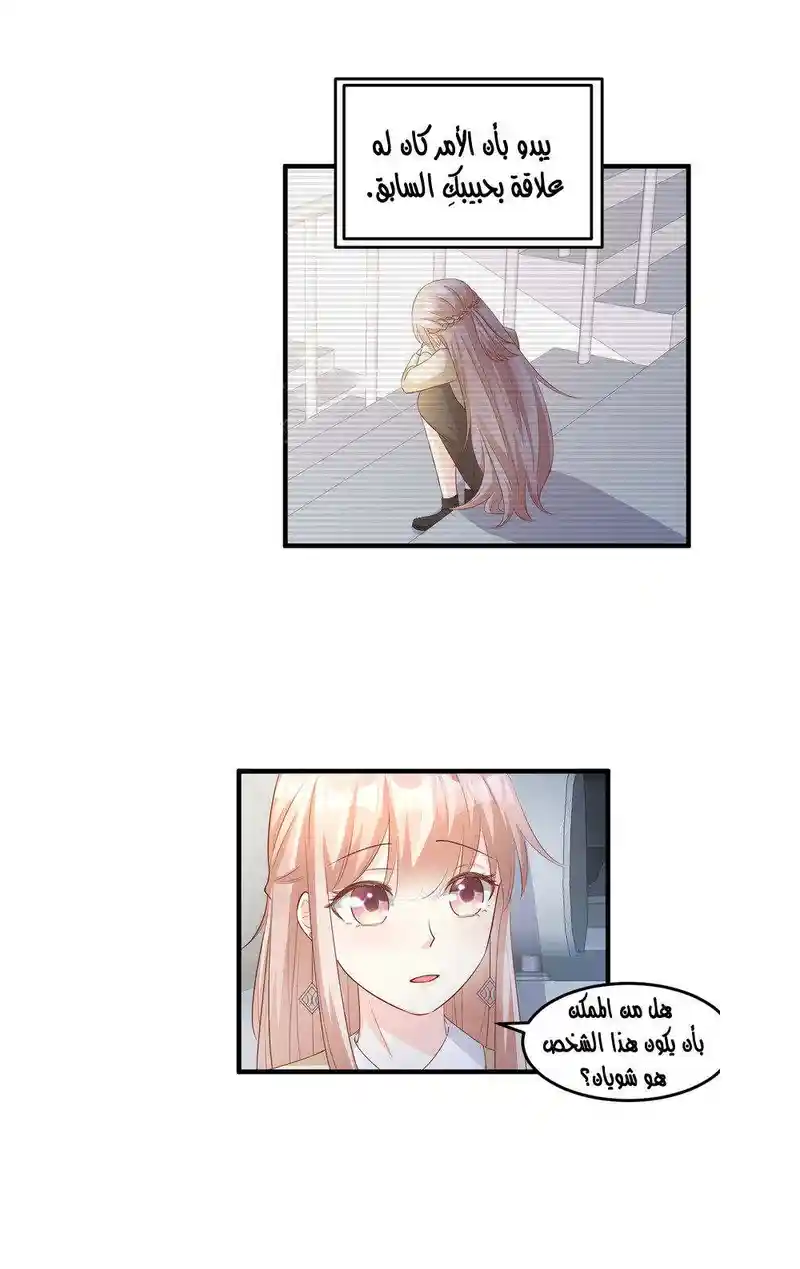 يبدو بأن الأمر كان له
علاقة بحبيبكِ السابق.
هل من الممكن
بأن يكون هذا الشخص
هو شويان؟